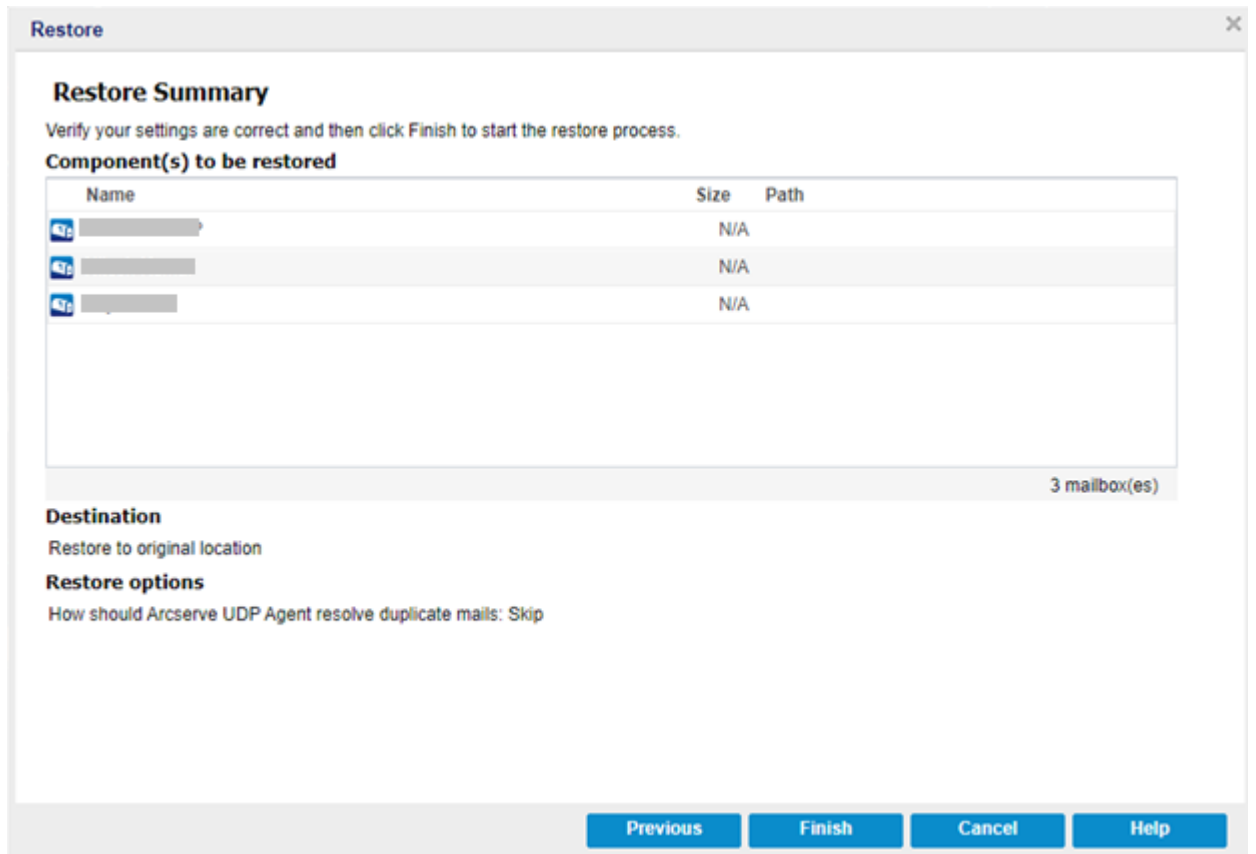 Restore
Restore Summary
Verify your settings are correct and then click Finish to start the restore process.
Component(s) to be restored
Name Size Path
N/A
N/A
N/A
3 mailbox(es)
Destination
Restore to original location
Restore options
How should Arcserve UDP Agent resolve duplicate mails: Skip
Previous Finish Cancel Help